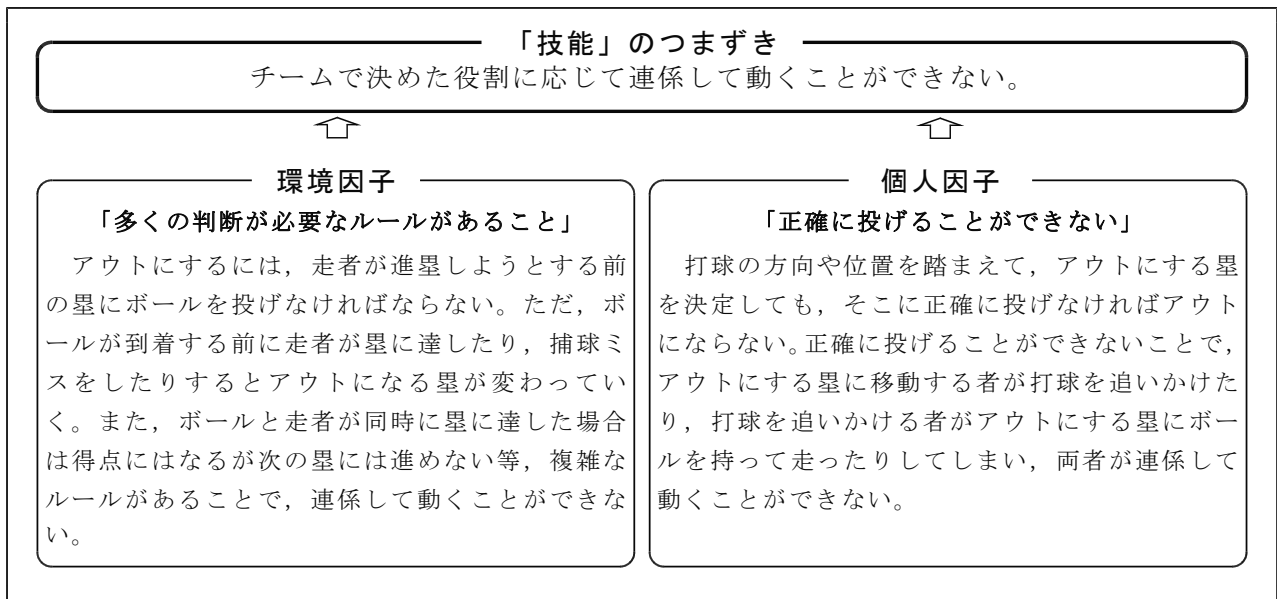 「技能」のつまずき
チームで決めた役割に応じて連係して動くことができない。
環境因子
「多くの判断が必要なルールがあること」
アウトにするには，走者が進塁しようとする前
の塁にボールを投げなければならない。ただ，ボ
ールが到着する前に走者が塁に達したり，捕球ミ
スをしたりするとアウトになる塁が変わってい
く。また，ボールと走者が同時に塁に達した場合
は得点にはなるが次の塁には進めない等，複雑な
ルールがあることで，連係して動くことができな
い。
個人因子
「正確に投げることができない」
打球の方向や位置を踏まえて，アウトにする塁
を決定しても，そこに正確に投げなければアウト
にならない。正確に投げることができないことで，
アウトにする塁に移動する者が打球を追いかけた
り，打球を追いかける者がアウトにする塁にボー
ルを持って走ったりしてしまい，両者が連係して
動くことができない。